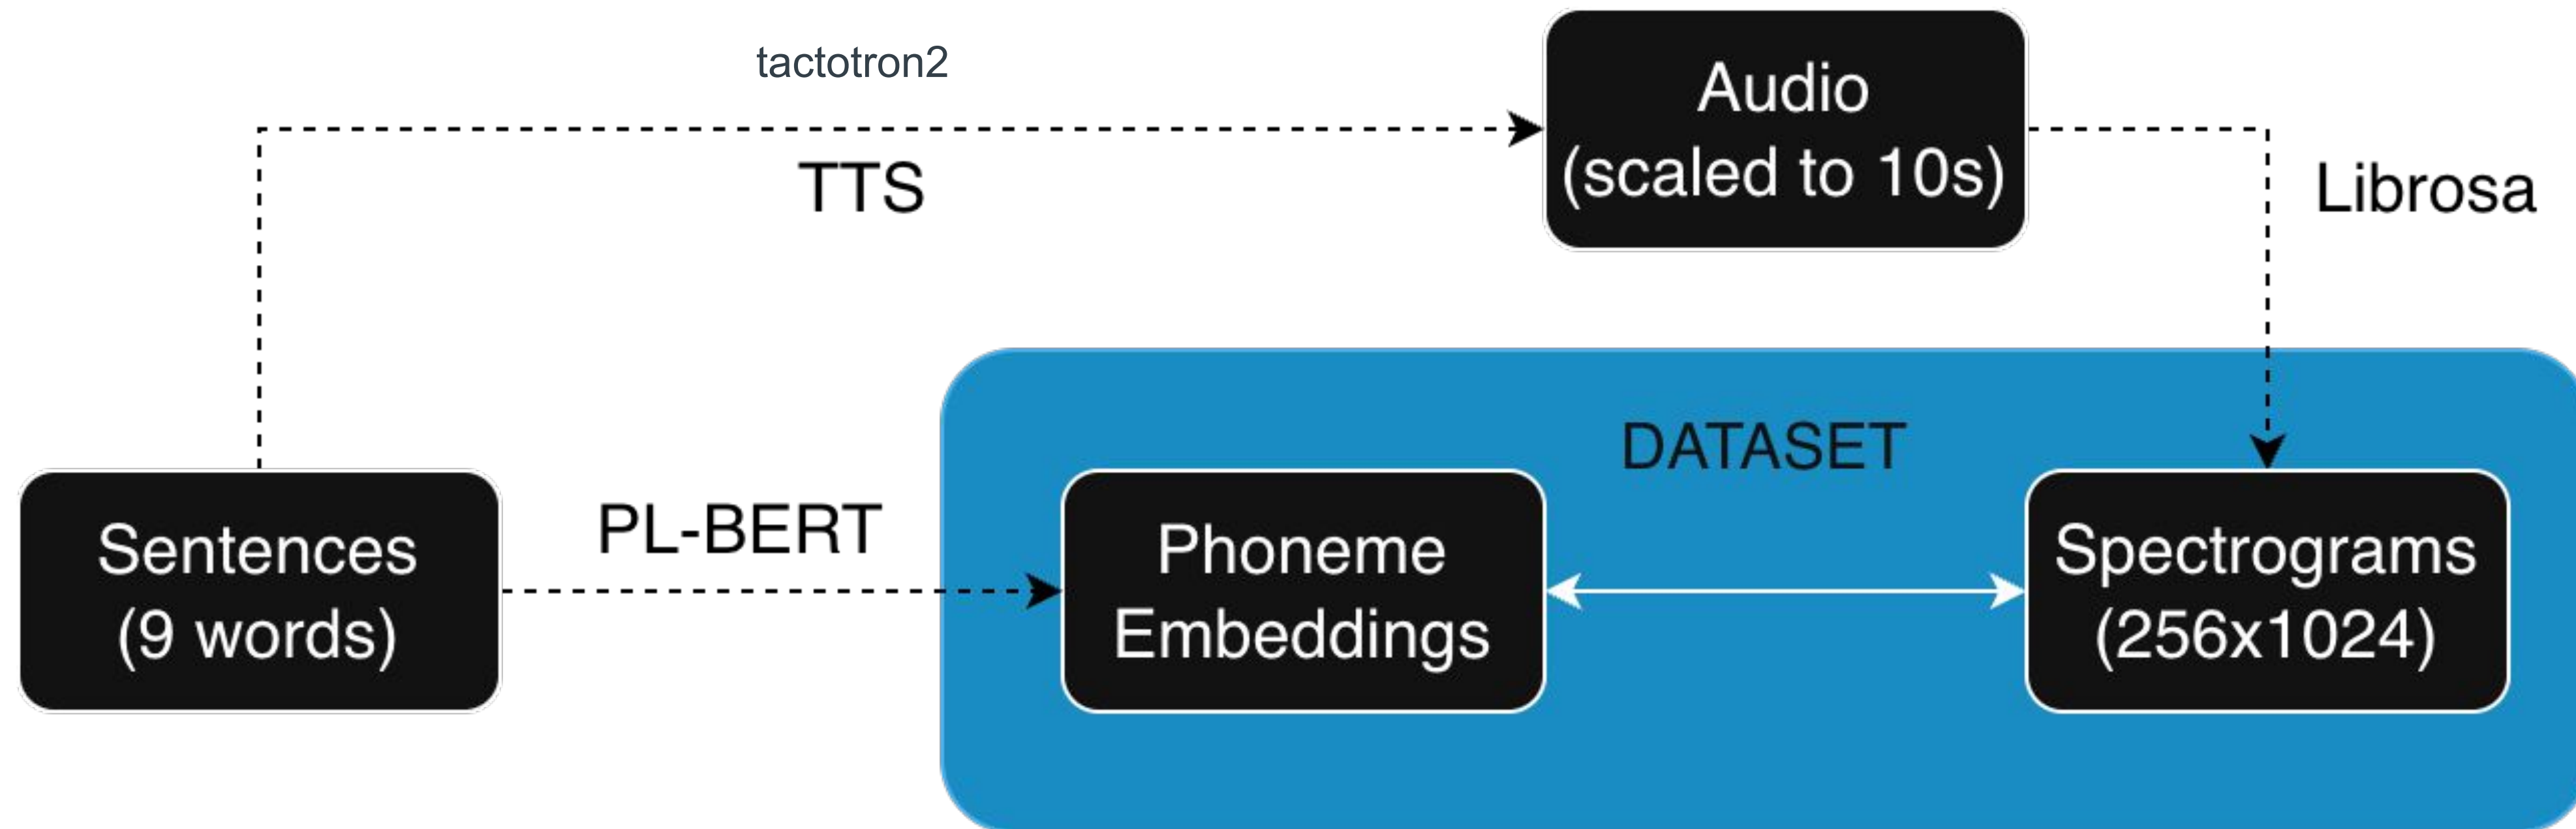 tactotron2
TTS
Audio
(scaled to 10s)
Librosa
DATASET
Sentences
(9 words)
PL-BERT
Phoneme
Embeddings
Spectrograms
(256x1024)